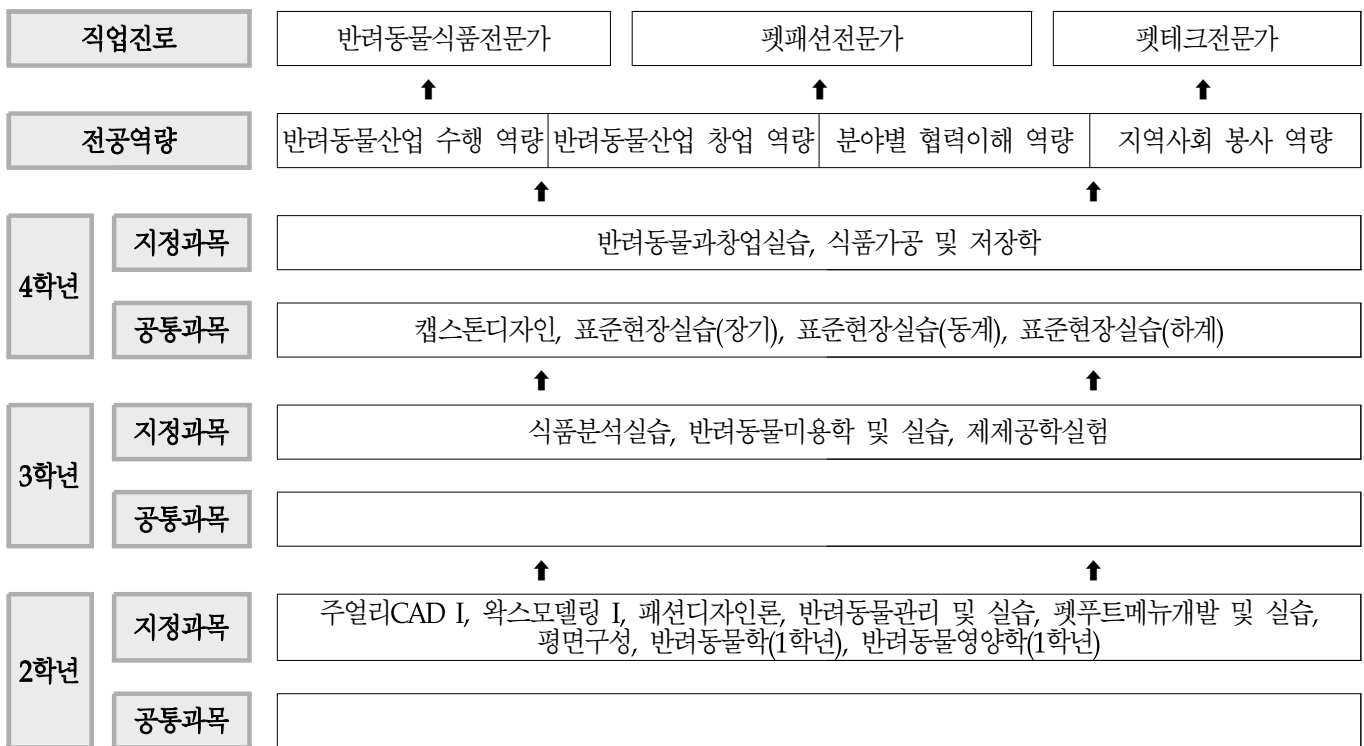 직업진로
반려동물식품전문가
펫패션전문가
펫테크전문가
⬆ ⬆ ⬆
전공역량
반려동물산업 수행 역량
반려동물산업 창업 역량
분야별 협력이해 역량
지역사회 봉사 역량
⬆ ⬆
4학년
지정과목
반려동물과창업실습, 식품가공 및 저장학
공통과목
캡스톤디자인, 표준현장실습(장기), 표준현장실습(동계), 표준현장실습(하계)
⬆ ⬆
3학년
지정과목
식품분석실습, 반려동물미용학 및 실습, 제제공학실험
공통과목
⬆ ⬆
2학년
지정과목
주얼리CAD I, 왁스모델링 I, 패션디자인론, 반려동물관리 및 실습, 펫푸트메뉴개발 및 실습,
평면구성, 반려동물학(1학년), 반려동물영양학(1학년)
공통과목